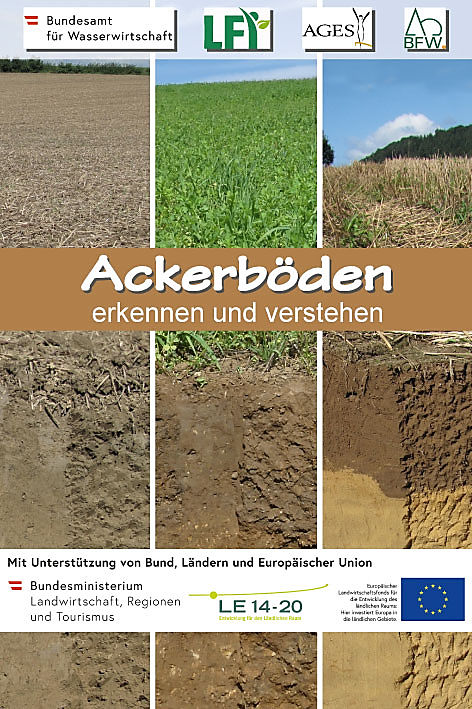 Bundesamt
für Wasserwirtschaft
LFI
AGES
BFW
Ackerböden
erkennen und verstehen
Mit Unterstützung von Bund, Ländern und Europäischer Union
Bundesministerium
Landwirtschaft, Regionen
und Tourismus
LE 14-20
Entwicklung für den Ländlichen Raum
Europäischer
Landwirtschaftsfonds für
die Entwicklung des
ländlichen Raums:
Hier investiert Europa in
die ländlichen Gebiete.